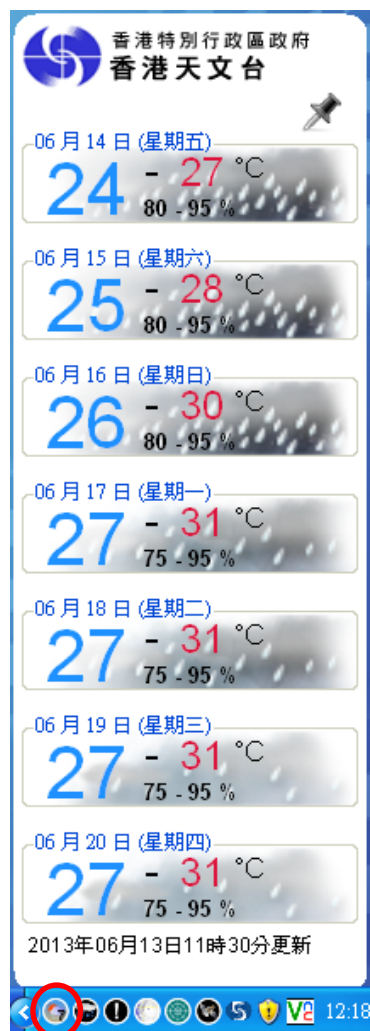 香港特別行政區政府
香港天文台
06 月 14 日 (星期五)
24 - 27 °C
80 - 95 %
06 月 15 日 (星期六)
25 - 28 °C
80 - 95 %
06 月 16 日 (星期日)
26 - 30 °C
80 - 95 %
06 月 17 日 (星期一)
27 - 31 °C
75 - 95 %
06 月 18 日 (星期二)
27 - 31 °C
75 - 95 %
06 月 19 日 (星期三)
27 - 31 °C
75 - 95 %
06 月 20 日 (星期四)
27 - 31 °C
75 - 95 %
2013年06月13日11時30分更新
7 V2 12:18